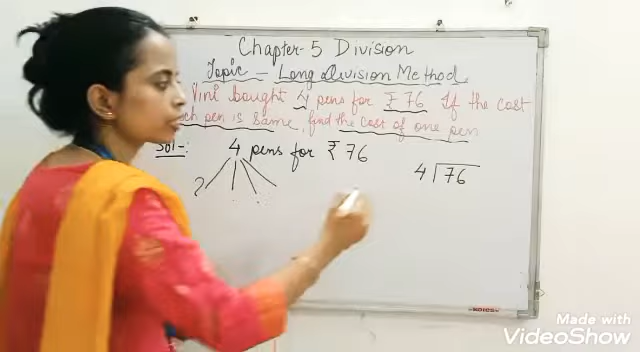 Chapter-5 Division
Topic - Long Division Method
Vini bought 4 pens for ₹ 76 If the cost
each pen is same, find the cost of one pen
Sol-:
4 pens for ₹ 76
4 76
?
KORES
Made with
VideoShow